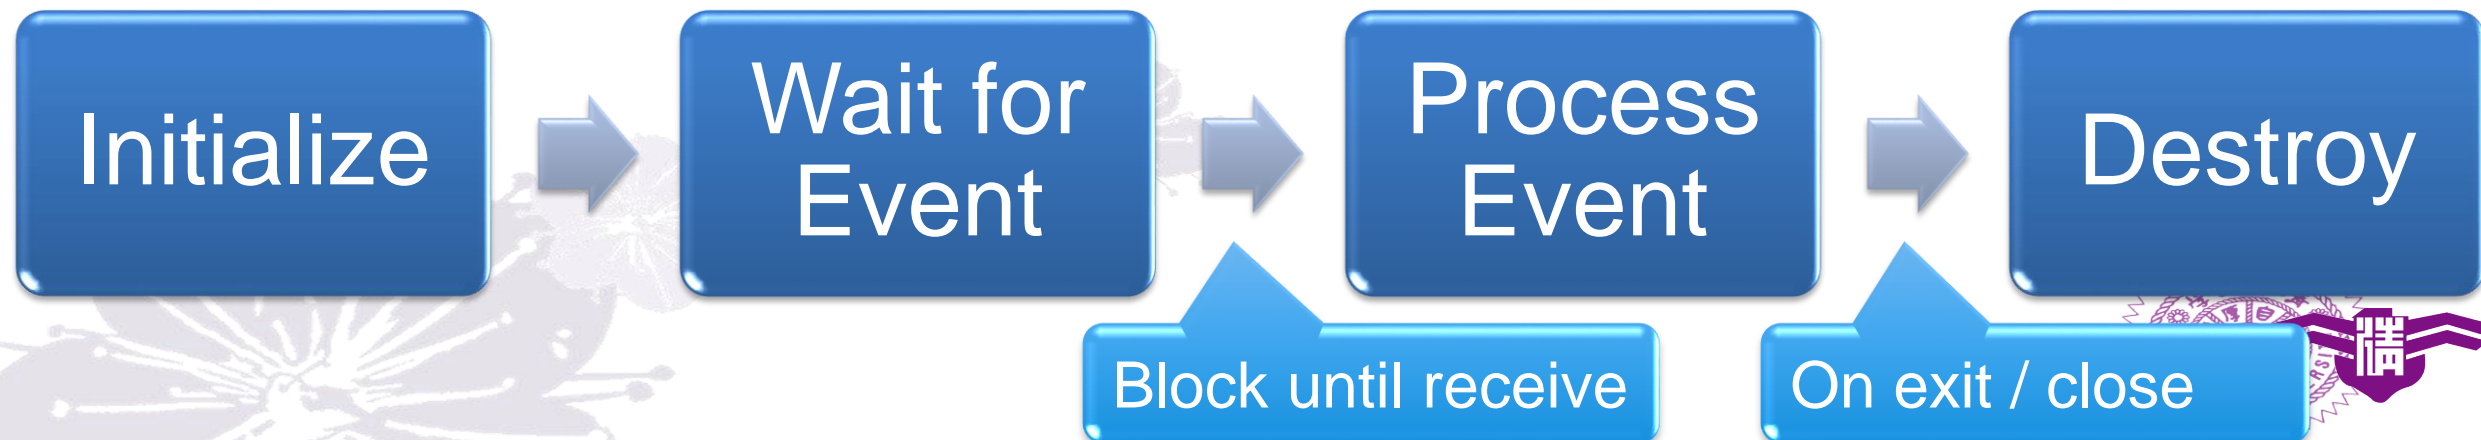 Initialize
Wait for
Event
Process
Event
Destroy
Block until receive
On exit / close